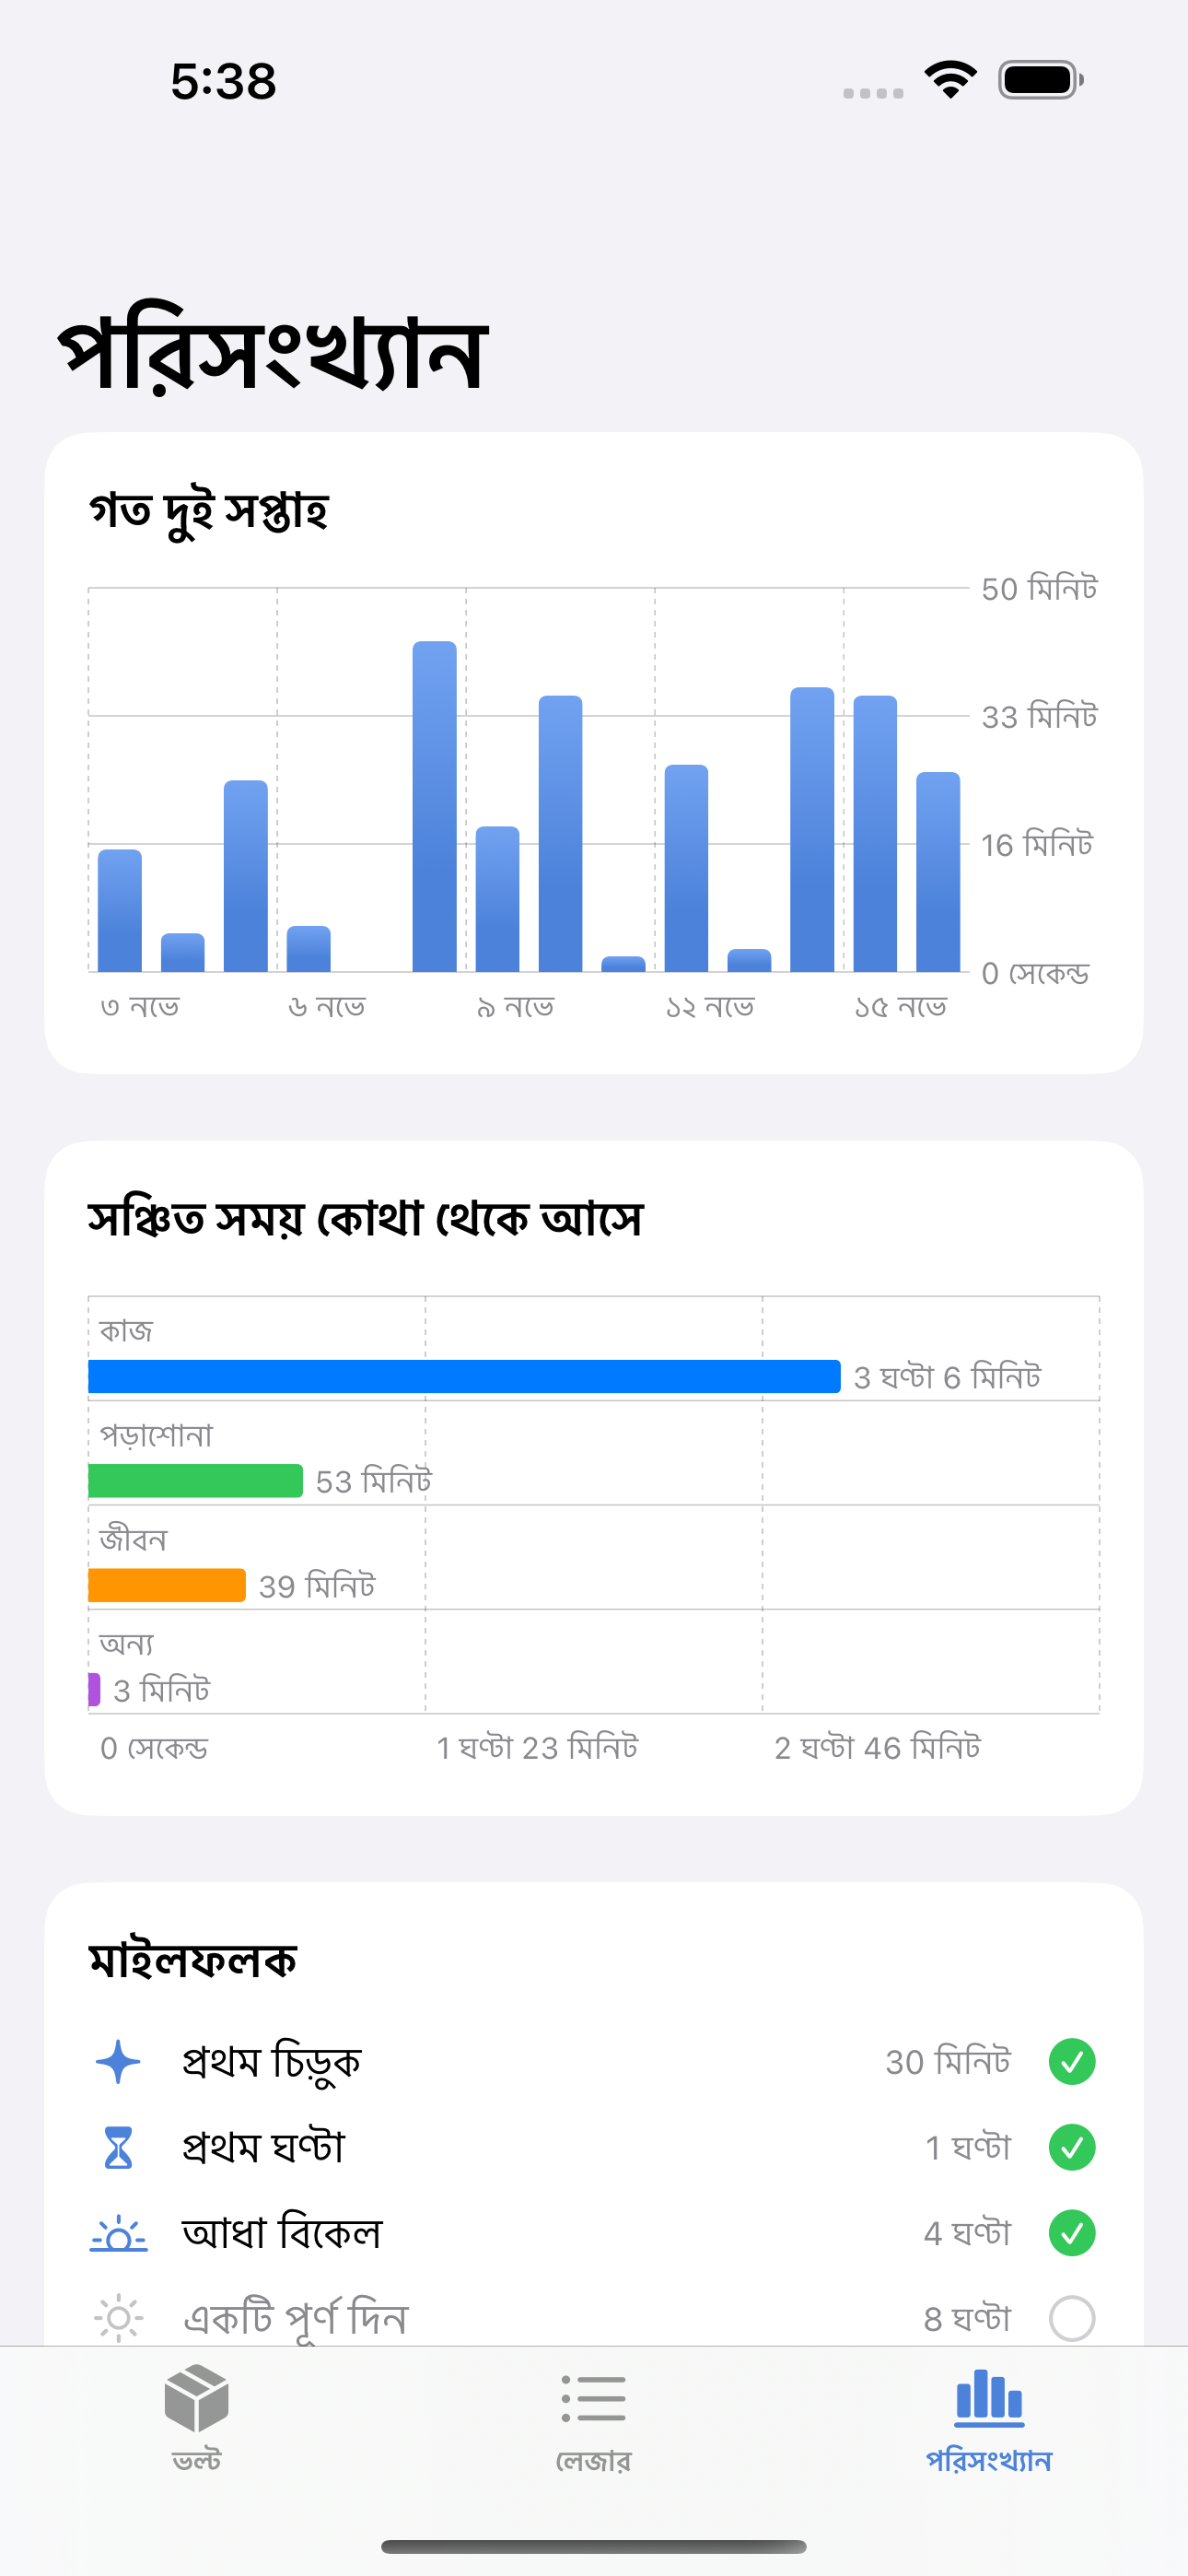 5:38
পরিসংখ্যান
গত দুই সপ্তাহ
50 মিনিট
33 মিনিট
16 মিনিট
0 সেকেন্ড
৩ নভে
৬ নভে
৯ নভে
১২ নভে
১৫ নভে
সঞ্চিত সময় কোথা থেকে আসে
কাজ
3 ঘণ্টা 6 মিনিট
পড়াশোনা
53 মিনিট
জীবন
39 মিনিট
অন্য
3 মিনিট
0 সেকেন্ড
1 ঘণ্টা 23 মিনিট
2 ঘণ্টা 46 মিনিট
মাইলফলক
প্রথম চিড়ুক
30 মিনিট
প্রথম ঘণ্টা
1 ঘণ্টা
আধা বিকেল
4 ঘণ্টা
একটি পূর্ণ দিন
8 ঘণ্টা
ভল্ট
লেজার
পরিসংখ্যান